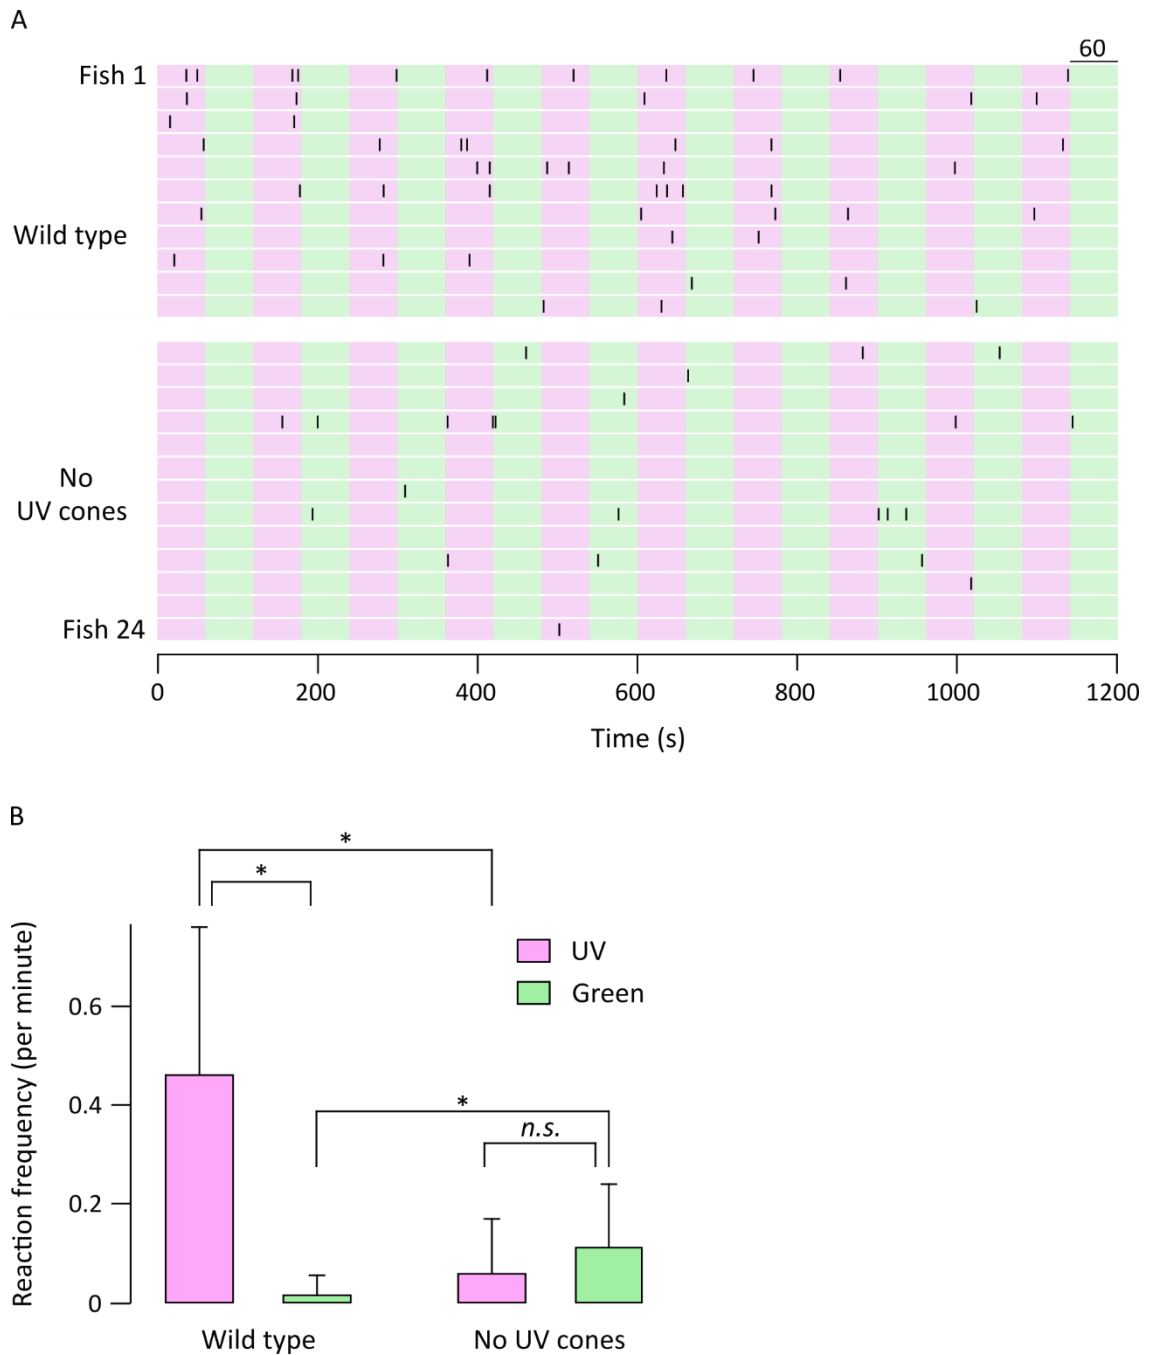 A
60
Fish 1
Wild type
No
UV cones
Fish 24
0 200 400 600 800 1000 1200
Time (s)
B
*
*
UV
Green
Reaction frequency (per minute)
0.6
0.4
0.2
0
*
n.s.
Wild type No UV cones